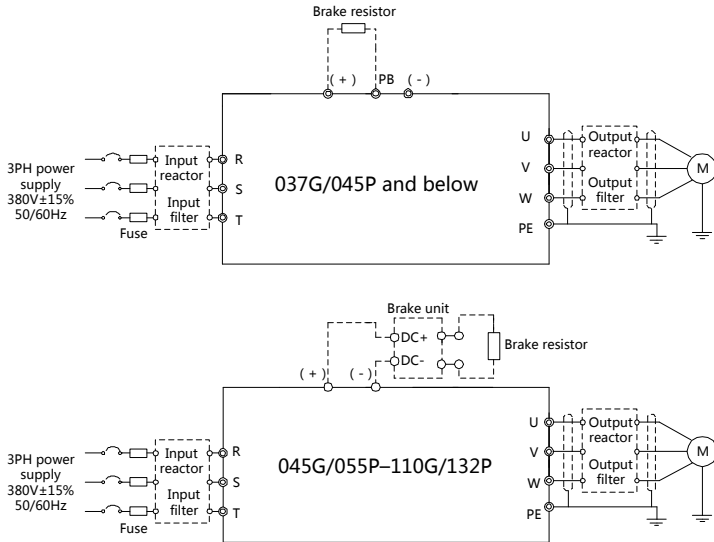 Brake resistor
( + ) PB ( - )
3PH power
supply
380V±15%
50/60Hz
Fuse
Input
reactor
Input
filter
R
S
T
037G/045P and below
U
V
W
PE
Output
reactor
Output
filter
M
Brake unit
DC+
DC-
Brake resistor
( + ) ( - )
3PH power
supply
380V±15%
50/60Hz
Fuse
Input
reactor
Input
filter
R
S
T
045G/055P–110G/132P
U
V
W
PE
Output
reactor
Output
filter
M